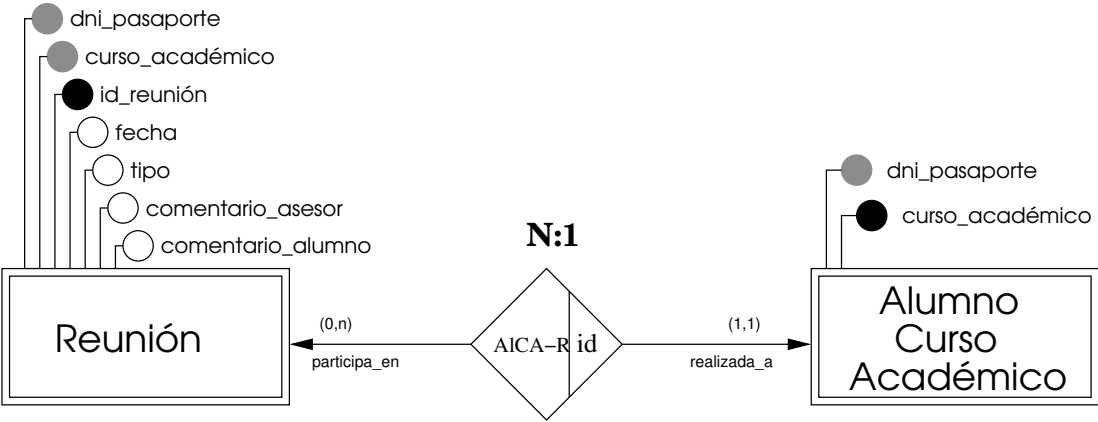 dni_pasaporte
curso_académico
id_reunión
fecha
tipo
comentario_asesor
comentario_alumno
Reunión
N:1
(0,n)
participa_en
AlCA–R id
(1,1)
realizada_a
dni_pasaporte
curso_académico
Alumno
Curso
Académico